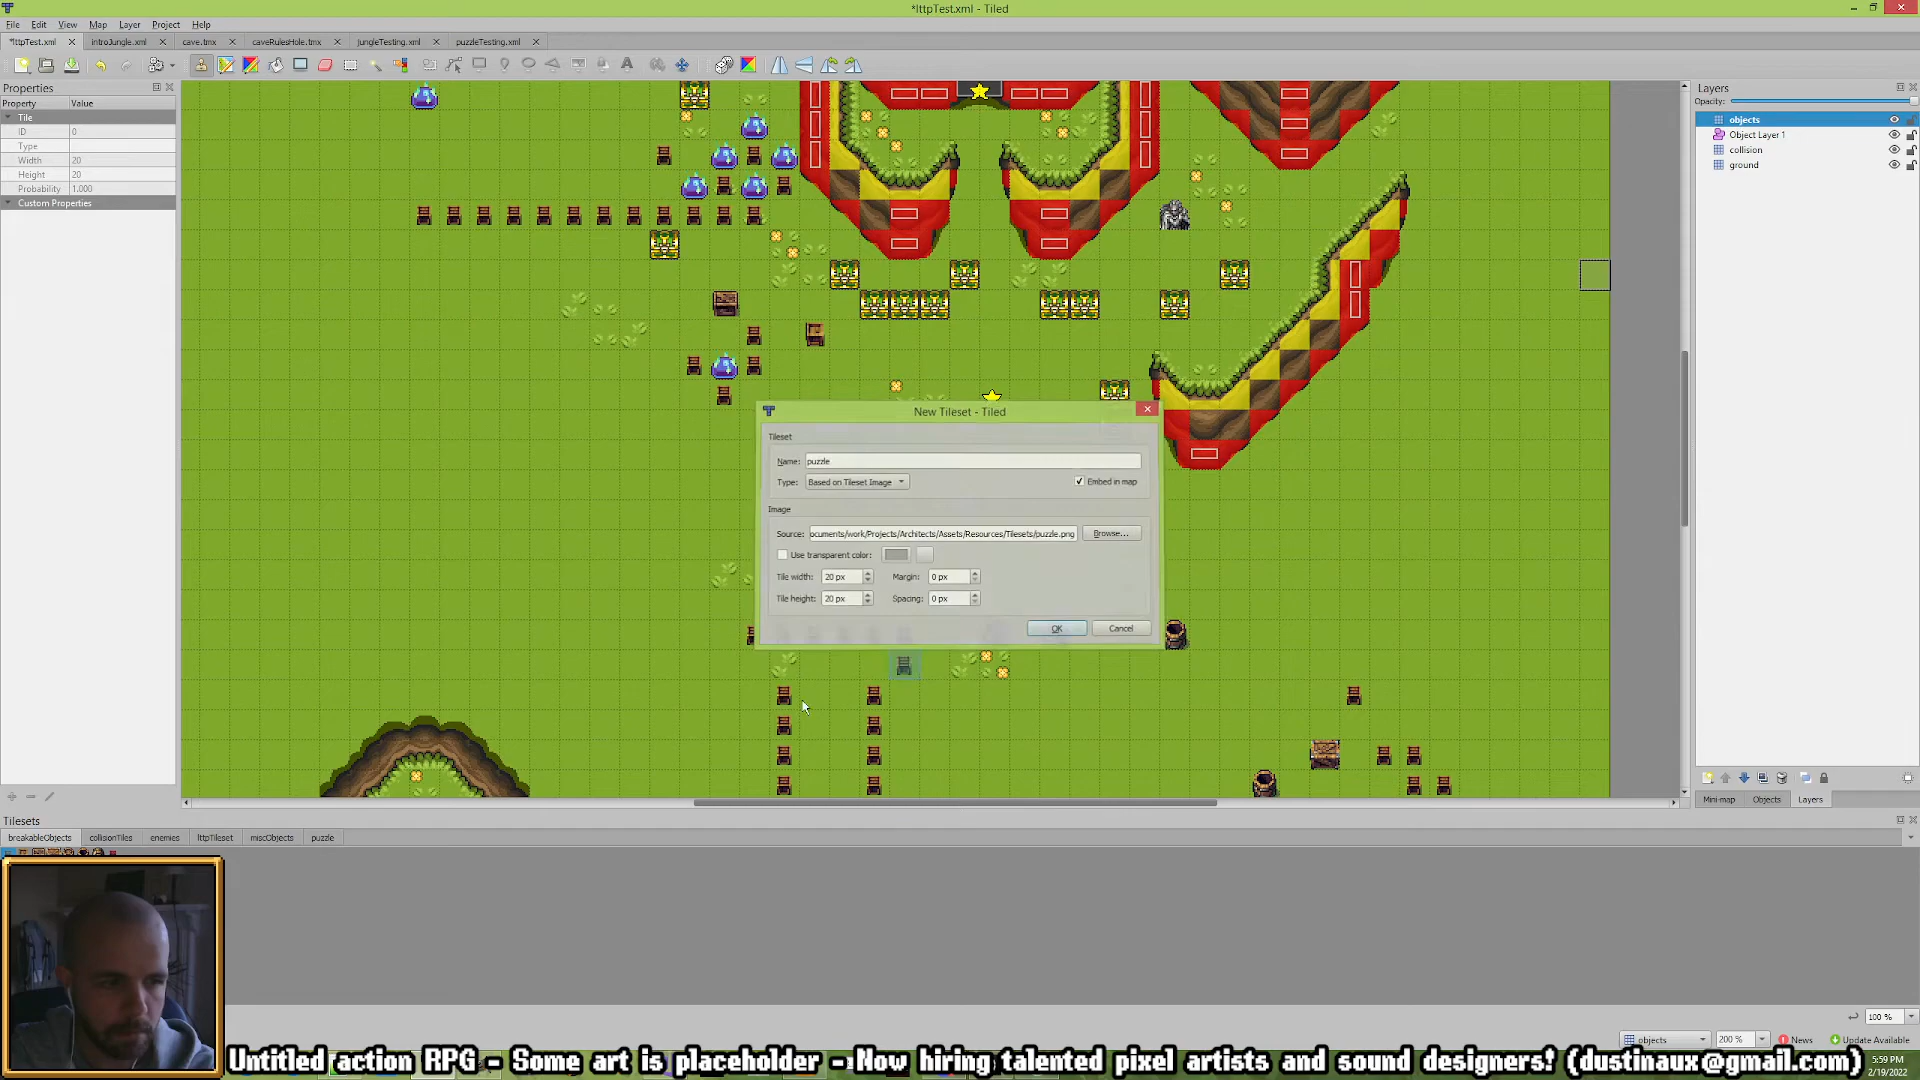 *lttpTest.xml - Tiled
File Edit View Map Layer Project Help
*lttpTest.xml introJungle.xml cave.tmx caveRulesHole.tmx jungleTesting.xml puzzleTesting.xml
Properties
Property Value
Tile
ID 0
Type
Width 20
Height 20
Probability 1.000
Custom Properties
Layers
Opacity:
objects
Object Layer 1
collision
ground
New Tileset - Tiled
Tileset
Name: puzzle
Type: Based on Tileset Image Embed in map
Image
Source: ocuments/work/Projects/Architects/Assets/Resources/Tilesets/puzzle.png Browse...
Use transparent color:
Tile width: 20 px Margin: 0 px
Tile height: 20 px Spacing: 0 px
OK Cancel
Mini-map Objects Layers
Tilesets
breakableObjects collisionTiles enemies lttpTileset miscObjects puzzle
100 %
objects 200 % News Update Available
Untitled action RPG - Some art is placeholder - Now hiring talented pixel artists and sound designers! (dustinaux@gmail.com)
5:59 PM
2/19/2022